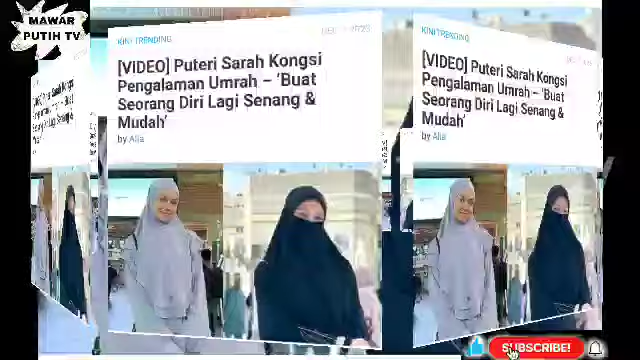 MAWAR
PUTIH TV
KINI TRENDING
[VIDEO] Puteri Sarah Kongsi
Pengalaman Umrah – 'Buat
Seorang Diri Lagi Senang &
Mudah'
by Alia
KINI TRENDING
[VIDEO] Puteri Sarah Kongsi
Pengalaman Umrah – 'Buat
Seorang Diri Lagi Senang &
Mudah'
by Alia
SUBSCRIBE!